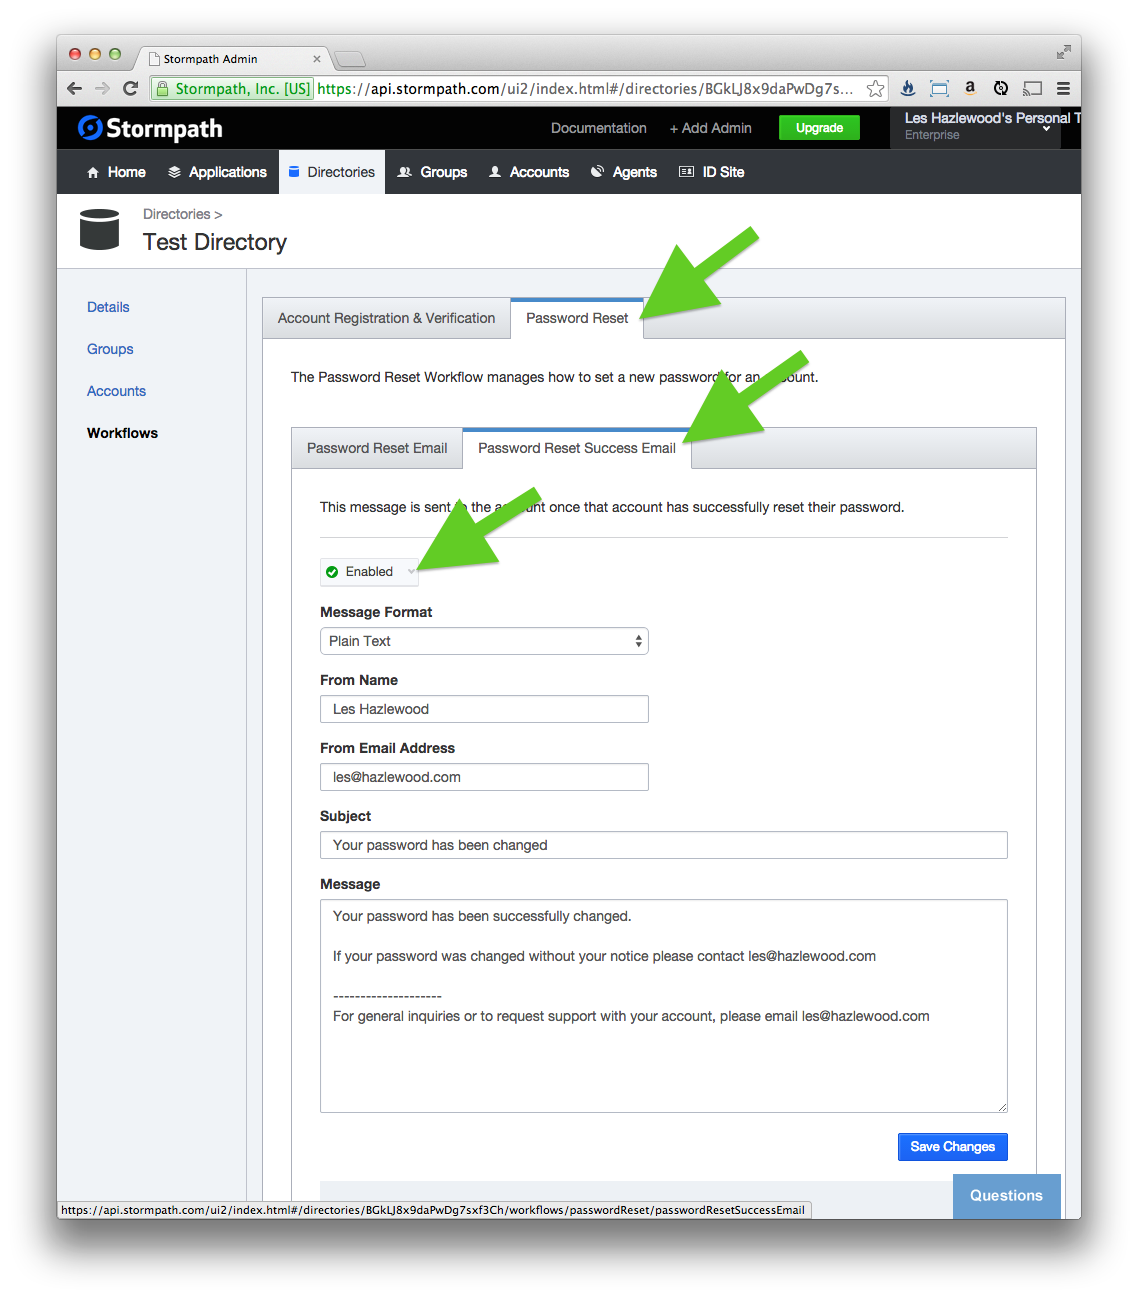 Stormpath Admin
Stormpath, Inc. [US] https://api.stormpath.com/ui2/index.html#/directories/BGkLJ8x9daPwDg7s...
Stormpath
Documentation + Add Admin Upgrade
Les Hazlewood's Personal T
Enterprise
Home Applications Directories Groups Accounts Agents ID Site
Directories >
Test Directory
Details
Groups
Accounts
Workflows
Account Registration & Verification Password Reset
The Password Reset Workflow manages how to set a new password for an account.
Password Reset Email Password Reset Success Email
This message is sent to the account once that account has successfully reset their password.
Enabled
Message Format
Plain Text
From Name
Les Hazlewood
From Email Address
les@hazlewood.com
Subject
Your password has been changed
Message
Your password has been successfully changed.
If your password was changed without your notice please contact les@hazlewood.com
--------------------
For general inquiries or to request support with your account, please email les@hazlewood.com
Save Changes
Questions
https://api.stormpath.com/ui2/index.html#/directories/BGkLJ8x9daPwDg7sxf3Ch/workflows/passwordReset/passwordResetSuccessEmail